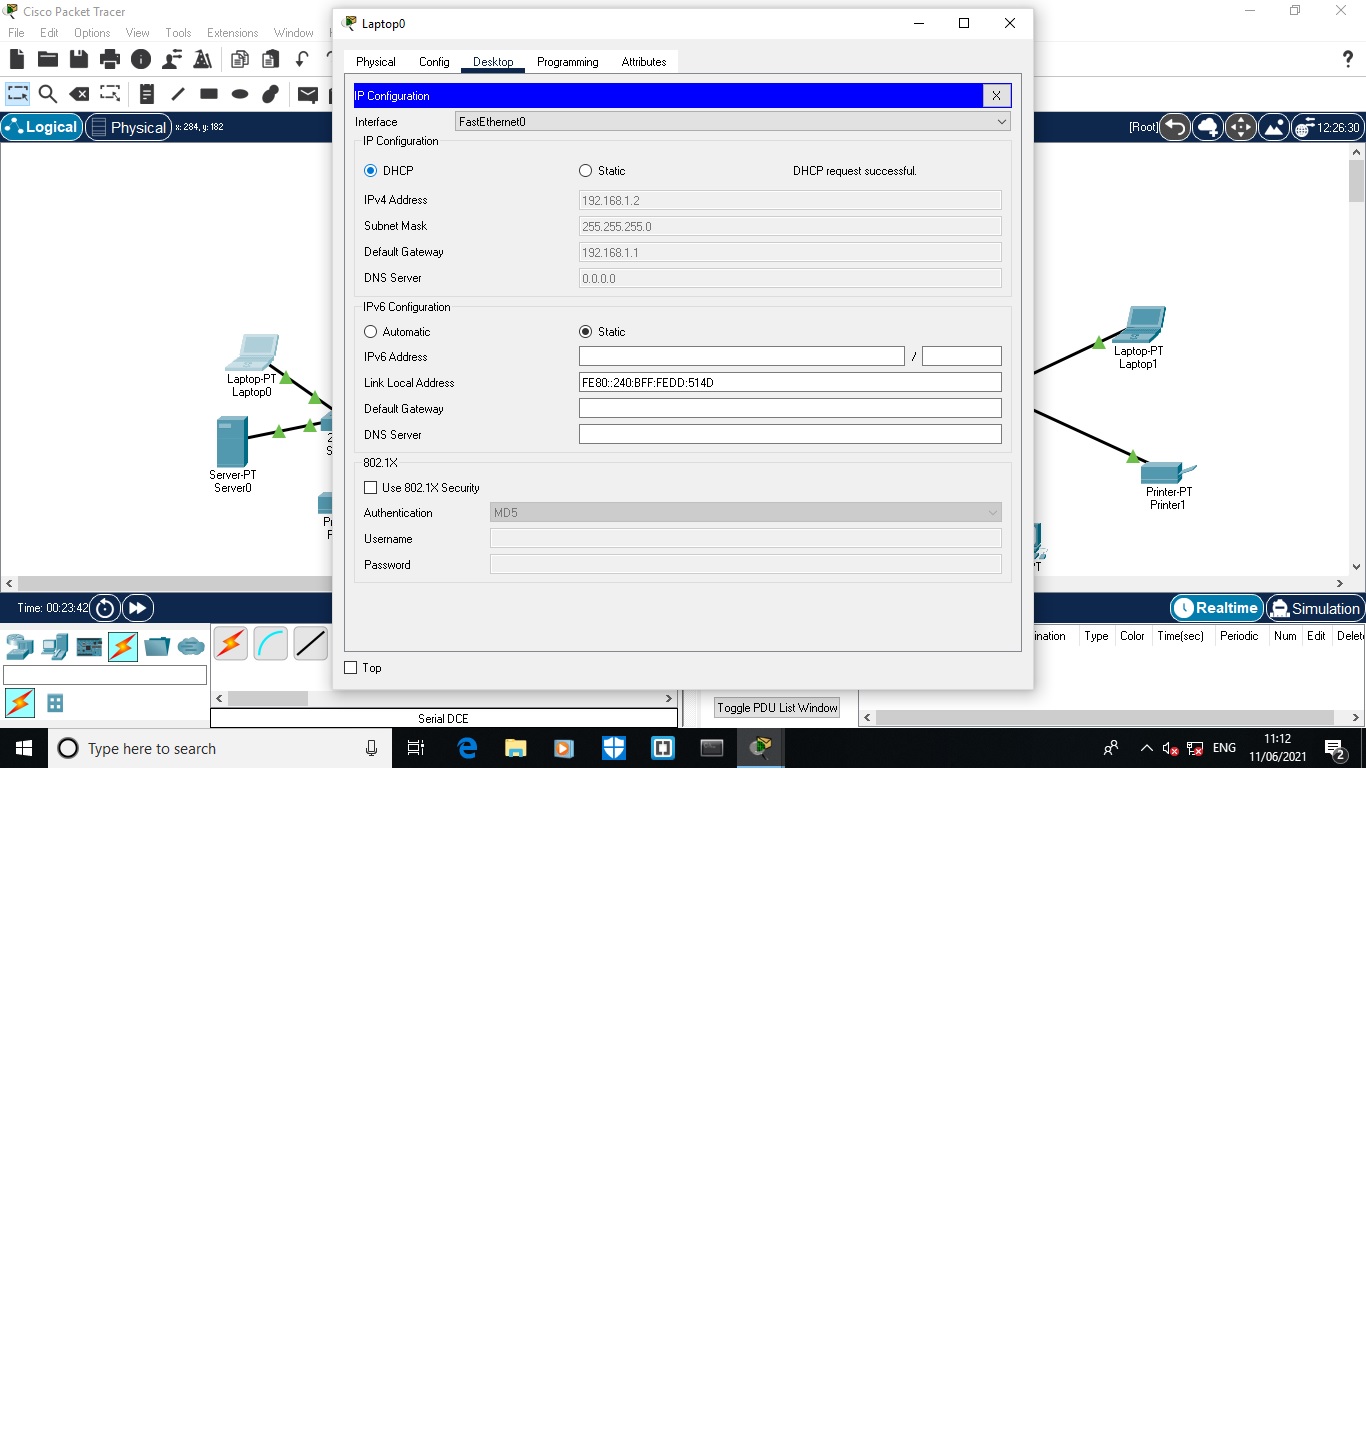 Cisco Packet Tracer
File Edit Options View Tools Extensions Window
Laptop0
Physical Config Desktop Programming Attributes
IP Configuration
X
Interface FastEthernet0
IP Configuration
DHCP Static DHCP request successful.
IPv4 Address 192.168.1.2
Subnet Mask 255.255.255.0
Default Gateway 192.168.1.1
DNS Server 0.0.0.0
IPv6 Configuration
Automatic Static
IPv6 Address /
Link Local Address FE80::240:BFF:FEDD:514D
Default Gateway
DNS Server
802.1X
Use 802.1X Security
Authentication MD5
Username
Password
Top
Logical Physical x: 284, y: 182
[Root] 12:26:30
Laptop-PT
Laptop0
Server-PT
Server0
Laptop-PT
Laptop1
Printer-PT
Printer1
Time: 00:23:42
Realtime Simulation
Type Color Time(sec) Periodic Num Edit
Serial DCE
Toggle PDU List Window
Type here to search
ENG
11:12
11/06/2021
2